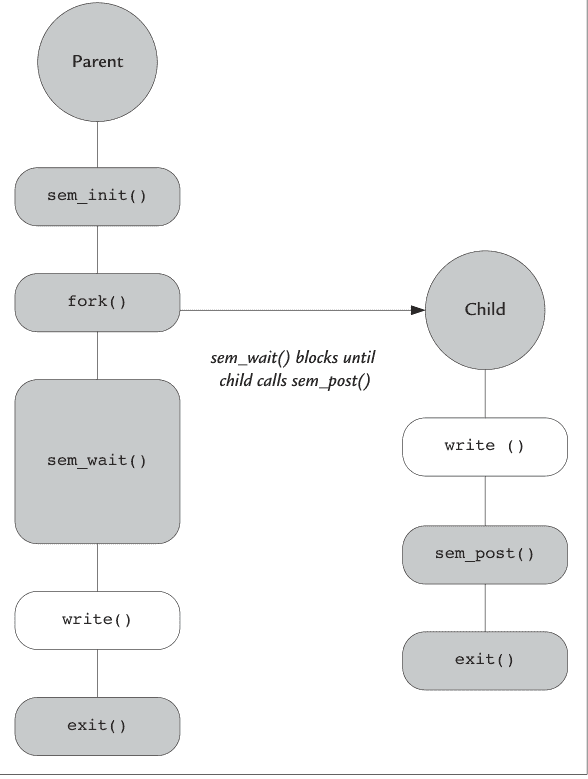 Parent
sem_init()
fork()
Child
sem_wait() blocks until
child calls sem_post()
write ()
sem_wait()
sem_post()
write()
exit()
exit()